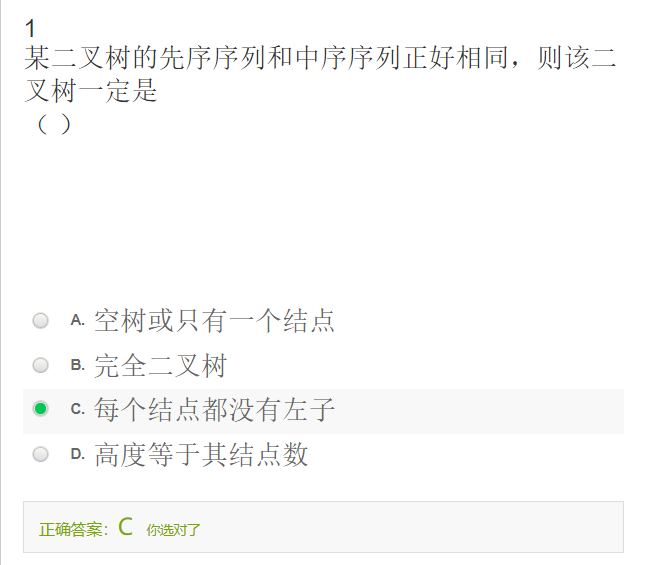 1
某二叉树的先序序列和中序序列正好相同，则该二
叉树一定是
（ ）
A. 空树或只有一个结点
B. 完全二叉树
C. 每个结点都没有左子
D. 高度等于其结点数
正确答案：C 你选对了